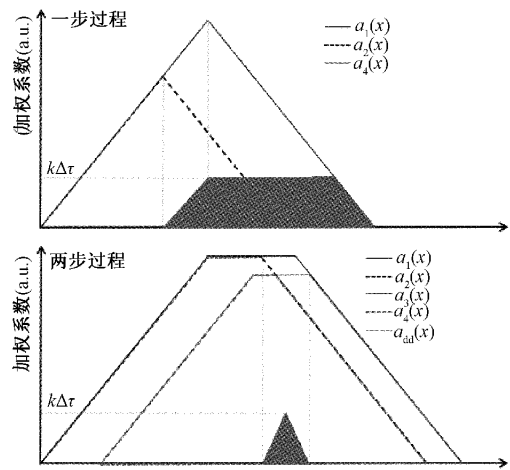 一步过程
(加权系数(a.u.)
a₁(x)
a₂(x)
a₄(x)
kΔτ
两步过程
加权系数(a.u.)
a₁(x)
a₂(x)
a₃(x)
a₄(x)
a_dd(x)
kΔτ